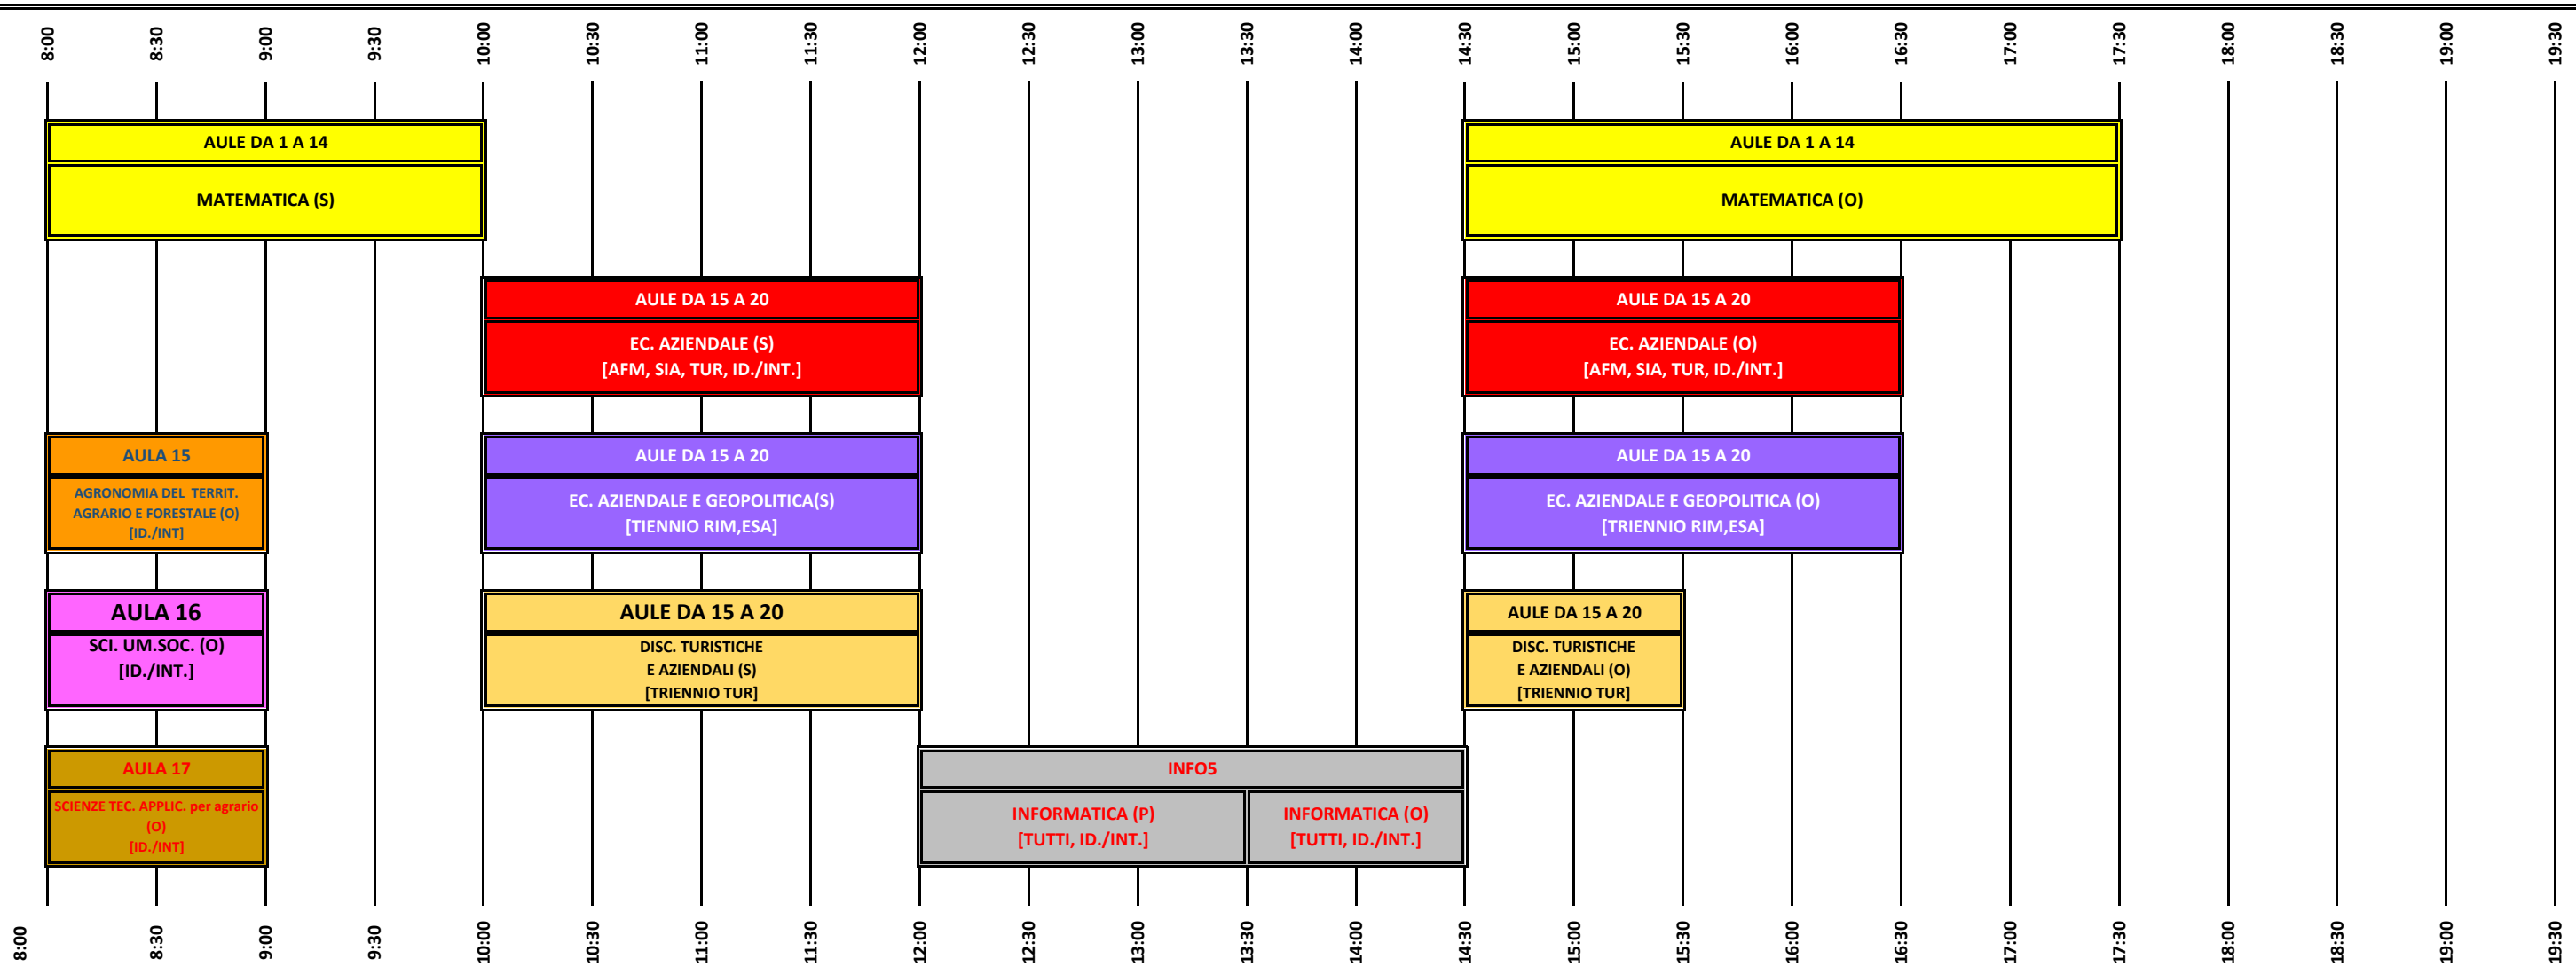 8:00 8:30 9:00 9:30 10:00 10:30 11:00 11:30 12:00 12:30 13:00 13:30 14:00 14:30 15:00 15:30 16:00 16:30 17:00 17:30 18:00 18:30 19:00 19:30
AULE DA 1 A 14
MATEMATICA (S)
AULE DA 1 A 14
MATEMATICA (O)
AULE DA 15 A 20
EC. AZIENDALE (S)
[AFM, SIA, TUR, ID./INT.]
AULE DA 15 A 20
EC. AZIENDALE (O)
[AFM, SIA, TUR, ID./INT.]
AULA 15
AGRONOMIA DEL TERRIT.
AGRARIO E FORESTALE (O)
[ID./INT]
AULE DA 15 A 20
EC. AZIENDALE E GEOPOLITICA(S)
[TIENNIO RIM,ESA]
AULE DA 15 A 20
EC. AZIENDALE E GEOPOLITICA (O)
[TRIENNIO RIM,ESA]
AULA 16
SCI. UM.SOC. (O)
[ID./INT.]
AULE DA 15 A 20
DISC. TURISTICHE
E AZIENDALI (S)
[TRIENNIO TUR]
AULE DA 15 A 20
DISC. TURISTICHE
E AZIENDALI (O)
[TRIENNIO TUR]
AULA 17
SCIENZE TEC. APPLIC. per agrario
(O)
[ID./INT]
INFO5
INFORMATICA (P)
[TUTTI, ID./INT.]
INFORMATICA (O)
[TUTTI, ID./INT.]
8:00 8:30 9:00 9:30 10:00 10:30 11:00 11:30 12:00 12:30 13:00 13:30 14:00 14:30 15:00 15:30 16:00 16:30 17:00 17:30 18:00 18:30 19:00 19:30